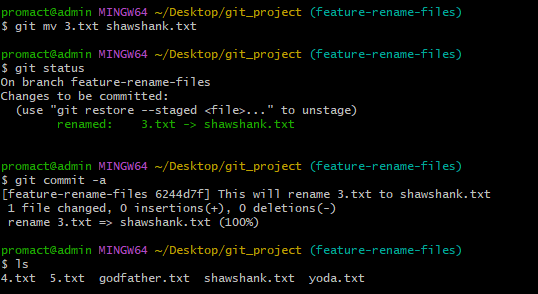 promact@admin MINGW64 ~/Desktop/git_project (feature-rename-files)
$ git mv 3.txt shawshank.txt
promact@admin MINGW64 ~/Desktop/git_project (feature-rename-files)
$ git status
On branch feature-rename-files
Changes to be committed:
  (use "git restore --staged <file>..." to unstage)
        renamed:    3.txt -> shawshank.txt
promact@admin MINGW64 ~/Desktop/git_project (feature-rename-files)
$ git commit -a
[feature-rename-files 6244d7f] This will rename 3.txt to shawshank.txt
 1 file changed, 0 insertions(+), 0 deletions(-)
 rename 3.txt => shawshank.txt (100%)
promact@admin MINGW64 ~/Desktop/git_project (feature-rename-files)
$ ls
4.txt  5.txt  godfather.txt  shawshank.txt  yoda.txt